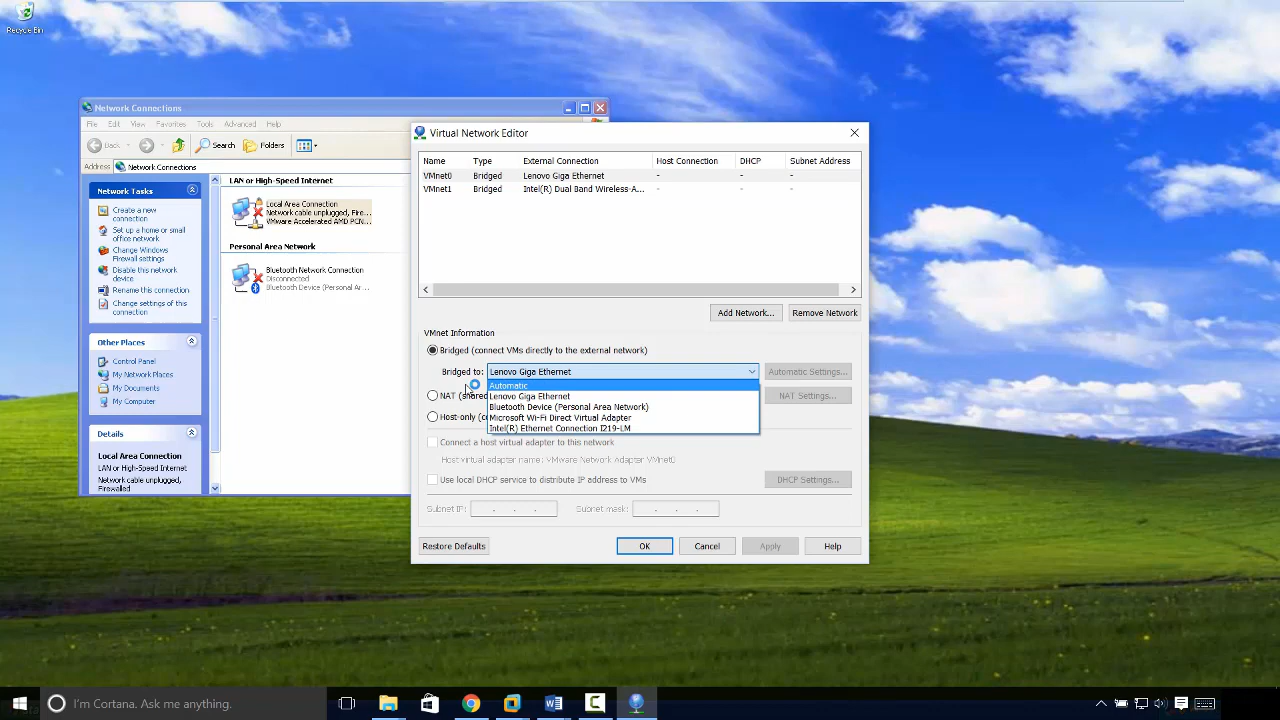 Recycle Bin
Network Connections
File Edit View Favorites Tools Advanced Help
Back Search Folders
Address Network Connections
Network Tasks
Create a new
connection
Set up a home or small
office network
Change Windows
Firewall settings
Disable this network
device
Rename this connection
Change settings of this
connection
Other Places
Control Panel
My Network Places
My Documents
My Computer
Details
Local Area Connection
LAN or High-Speed Internet
Network cable unplugged,
Firewalled
LAN or High-Speed Internet
Local Area Connection
Network cable unplugged, Fire...
VMware Accelerated AMD PCN...
Personal Area Network
Bluetooth Network Connection
Disconnected
Bluetooth Device (Personal Ar...
Virtual Network Editor
Name Type External Connection Host Connection DHCP Subnet Address
VMnet0 Bridged Lenovo Giga Ethernet - - -
VMnet1 Bridged Intel(R) Dual Band Wireless-A... - - -
Add Network... Remove Network
VMnet Information
Bridged (connect VMs directly to the external network)
Bridged to: Lenovo Giga Ethernet Automatic Settings...
Automatic
Lenovo Giga Ethernet
Bluetooth Device (Personal Area Network)
Microsoft Wi-Fi Direct Virtual Adapter
Intel(R) Ethernet Connection I219-LM
NAT (shared NAT Settings...
Host-only (c
Connect a host virtual adapter to this network
Host virtual adapter name: VMware Network Adapter VMnet0
Use local DHCP service to distribute IP address to VMs DHCP Settings...
Subnet IP: . . . Subnet mask: . . .
Restore Defaults OK Cancel Apply Help
I'm Cortana. Ask me anything.